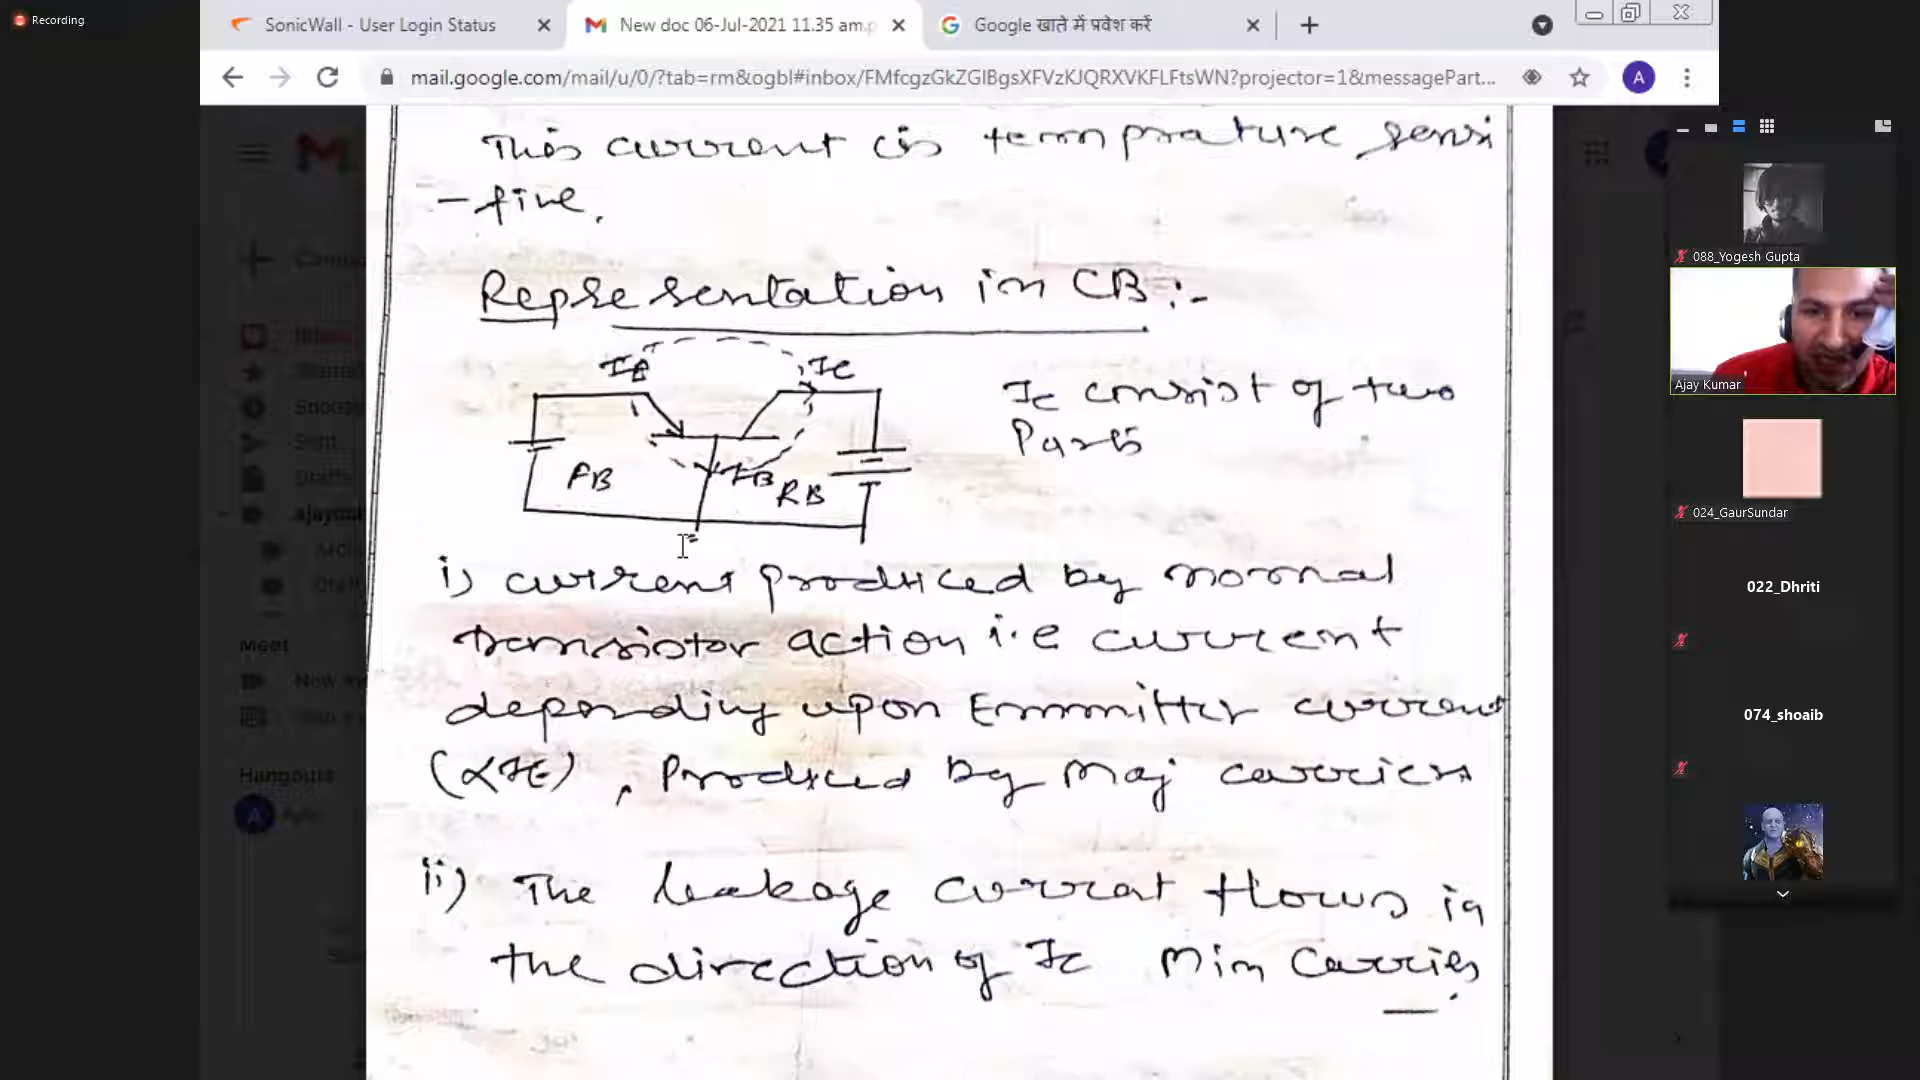 Recording
SonicWall - User Login Status
New doc 06-Jul-2021 11.35 am.p
Google खाते में प्रवेश करें
mail.google.com/mail/u/0/?tab=rm&ogbl#inbox/FMfcgzGkZGlBgsXFVzKJQRXVKFLFtsWN?projector=1&messagePart...
A
This current is temprature sensi
-tive.
Representation in CB :-
IE
IC
Ic consist of two
Parts
FB
IB
RB
i) current produced by normal
transistor action i.e current
depending upon Emmitter current
(αIE) , Produced by Maj carriers
ii) The leakage current flows in
the direction of Ic Min Carries
Meet
Hangouts
A
088_Yogesh Gupta
Ajay Kumar
024_GaurSundar
022_Dhriti
074_shoaib